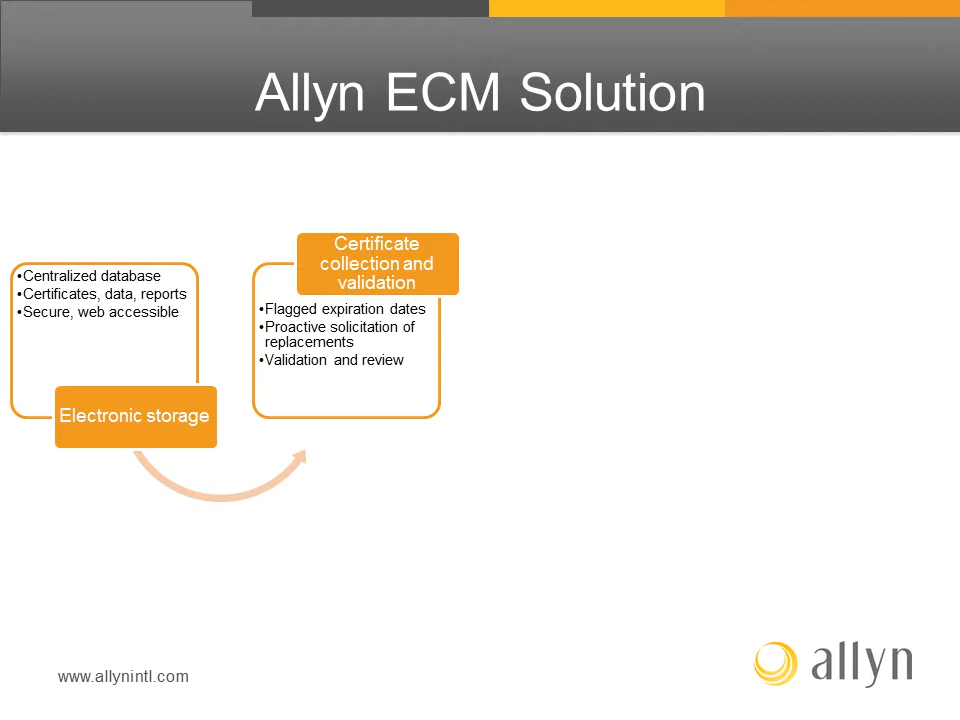 Allyn ECM Solution
•Centralized database
•Certificates, data, reports
•Secure, web accessible
Electronic storage
Certificate
collection and
validation
•Flagged expiration dates
•Proactive solicitation of
replacements
•Validation and review
www.allynintl.com
allyn